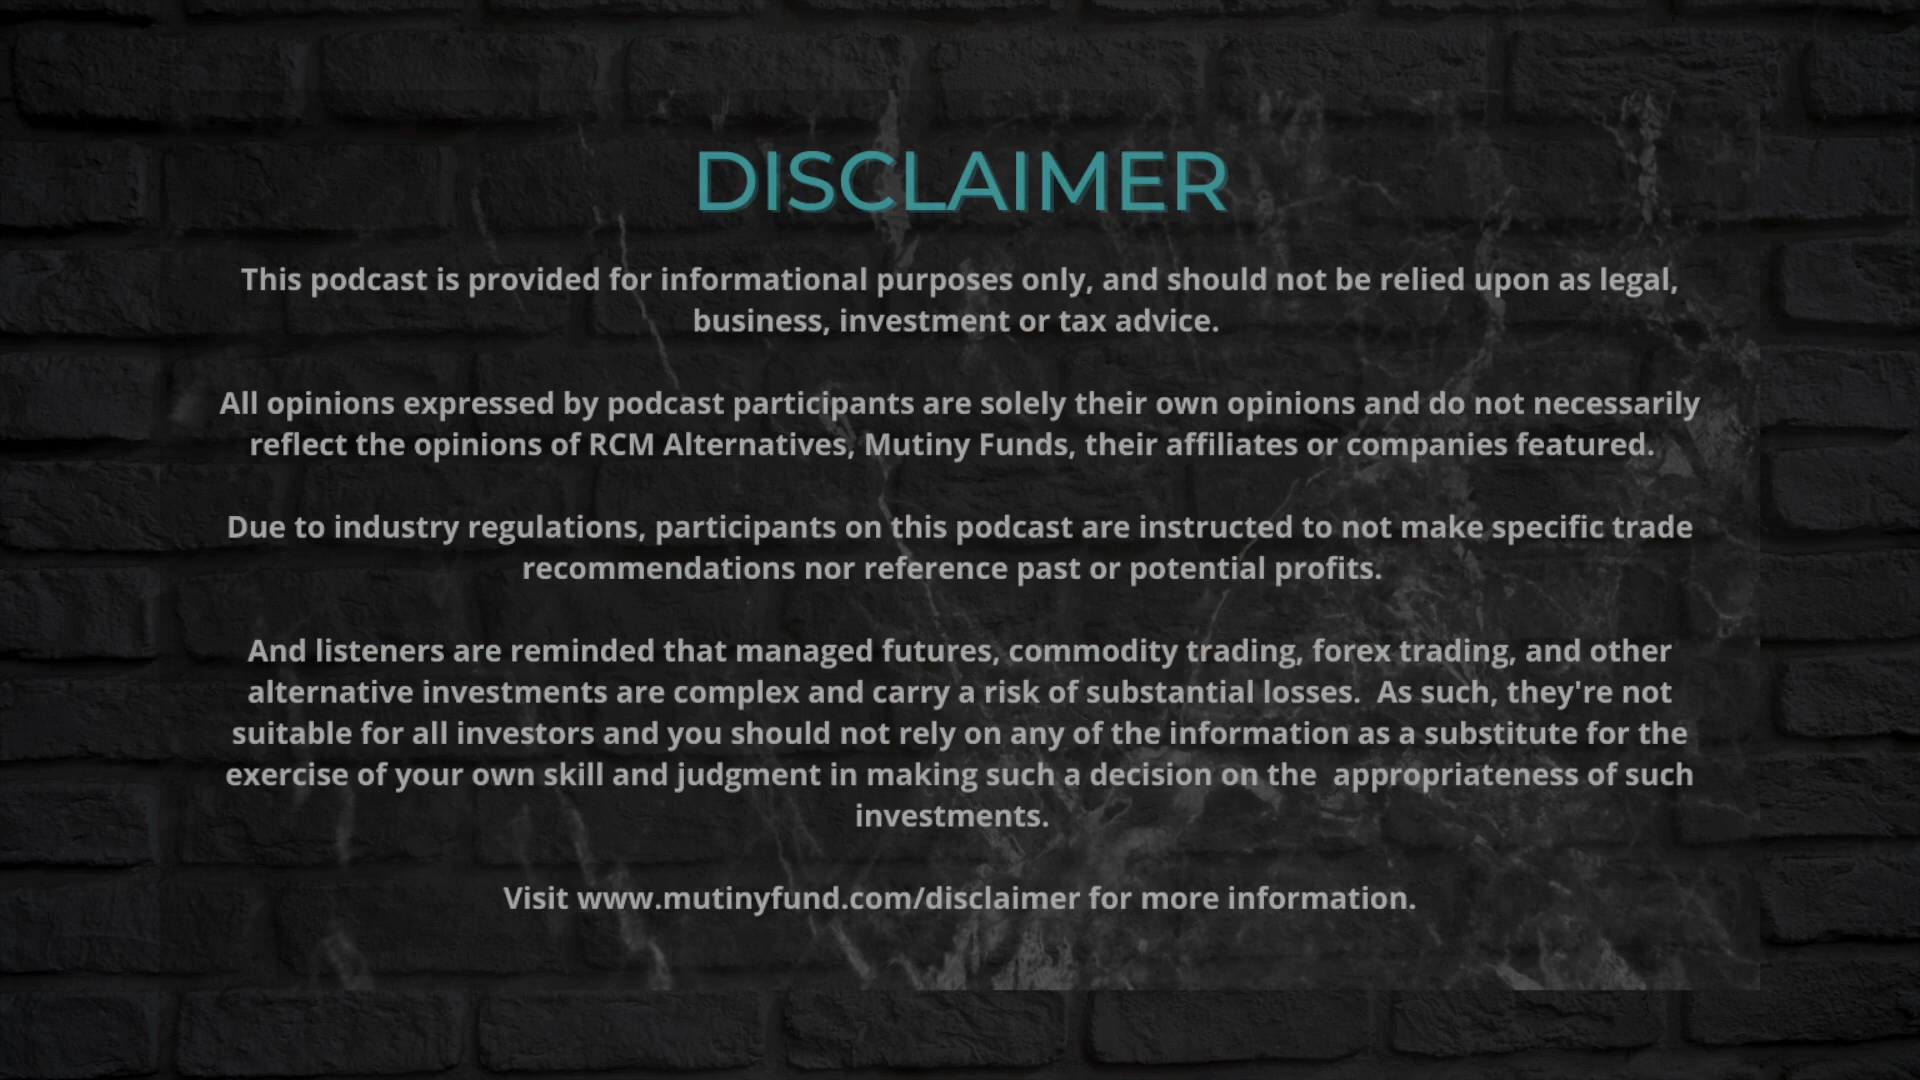 DISCLAIMER
This podcast is provided for informational purposes only, and should not be relied upon as legal,
business, investment or tax advice.
All opinions expressed by podcast participants are solely their own opinions and do not necessarily
reflect the opinions of RCM Alternatives, Mutiny Funds, their affiliates or companies featured.
Due to industry regulations, participants on this podcast are instructed to not make specific trade
recommendations nor reference past or potential profits.
And listeners are reminded that managed futures, commodity trading, forex trading, and other
alternative investments are complex and carry a risk of substantial losses.  As such, they're not
suitable for all investors and you should not rely on any of the information as a substitute for the
exercise of your own skill and judgment in making such a decision on the  appropriateness of such
investments.
Visit www.mutinyfund.com/disclaimer for more information.